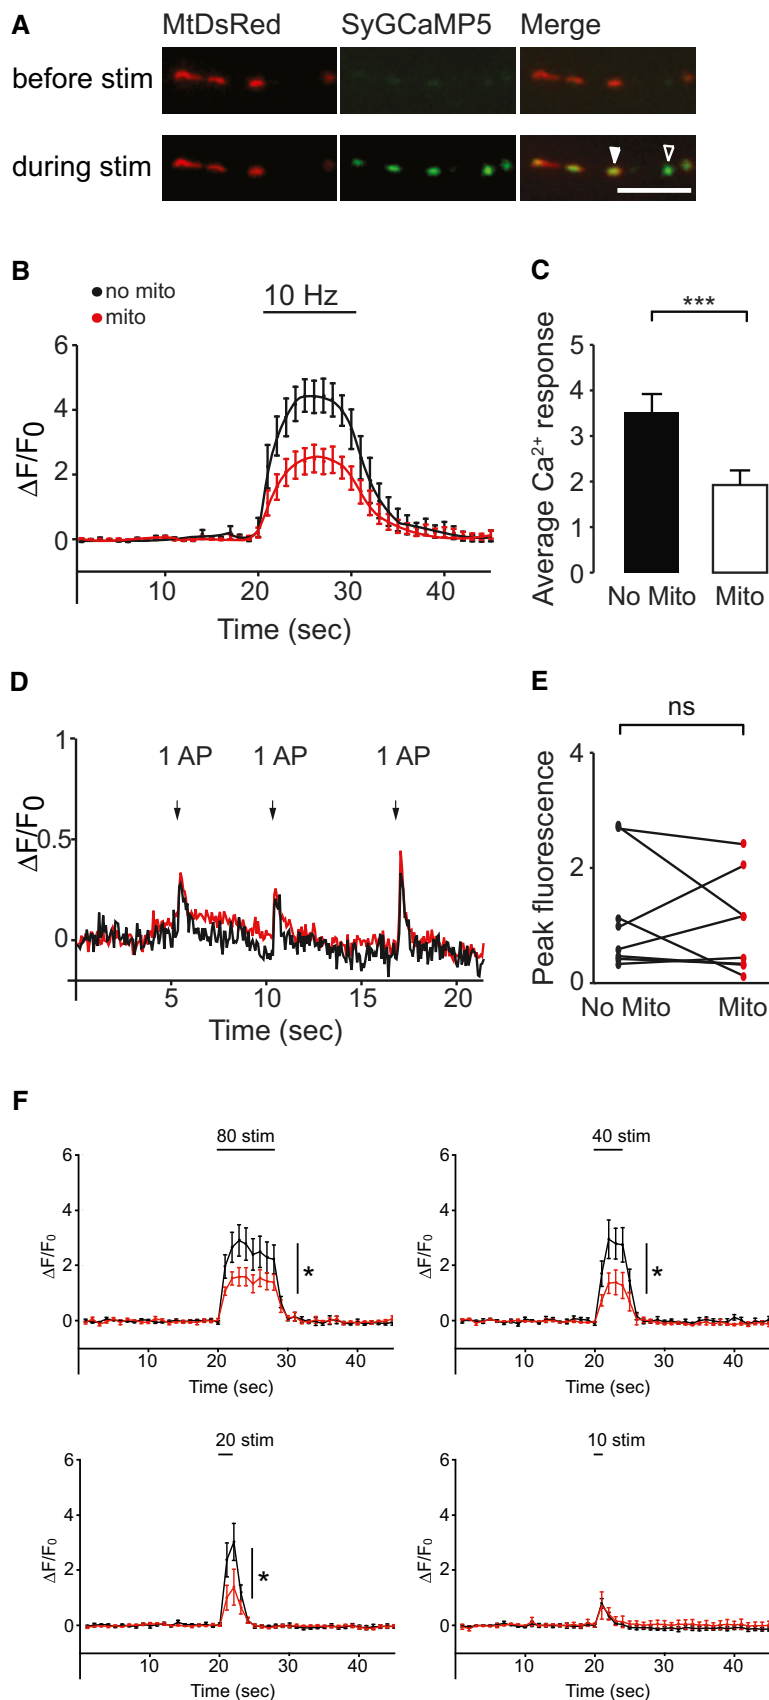 A
MtDsRed SyGCaMP5 Merge
before stim
during stim
B
no mito
mito
10 Hz
6
4
2
0
ΔF/F0
10 20 30 40
Time (sec)
C
***
5
4
3
2
1
0
Average Ca2+ response
No Mito Mito
D
1
0.5
0
ΔF/F0
1 AP 1 AP 1 AP
5 10 15 20
Time (sec)
E
ns
4
2
0
Peak fluorescence
No Mito Mito
F
80 stim
6
4
2
0
ΔF/F0
*
10 20 30 40
Time (sec)
40 stim
6
4
2
0
ΔF/F0
*
10 20 30 40
Time (sec)
20 stim
6
4
2
0
ΔF/F0
*
10 20 30 40
Time (sec)
10 stim
6
4
2
0
ΔF/F0
10 20 30 40
Time (sec)